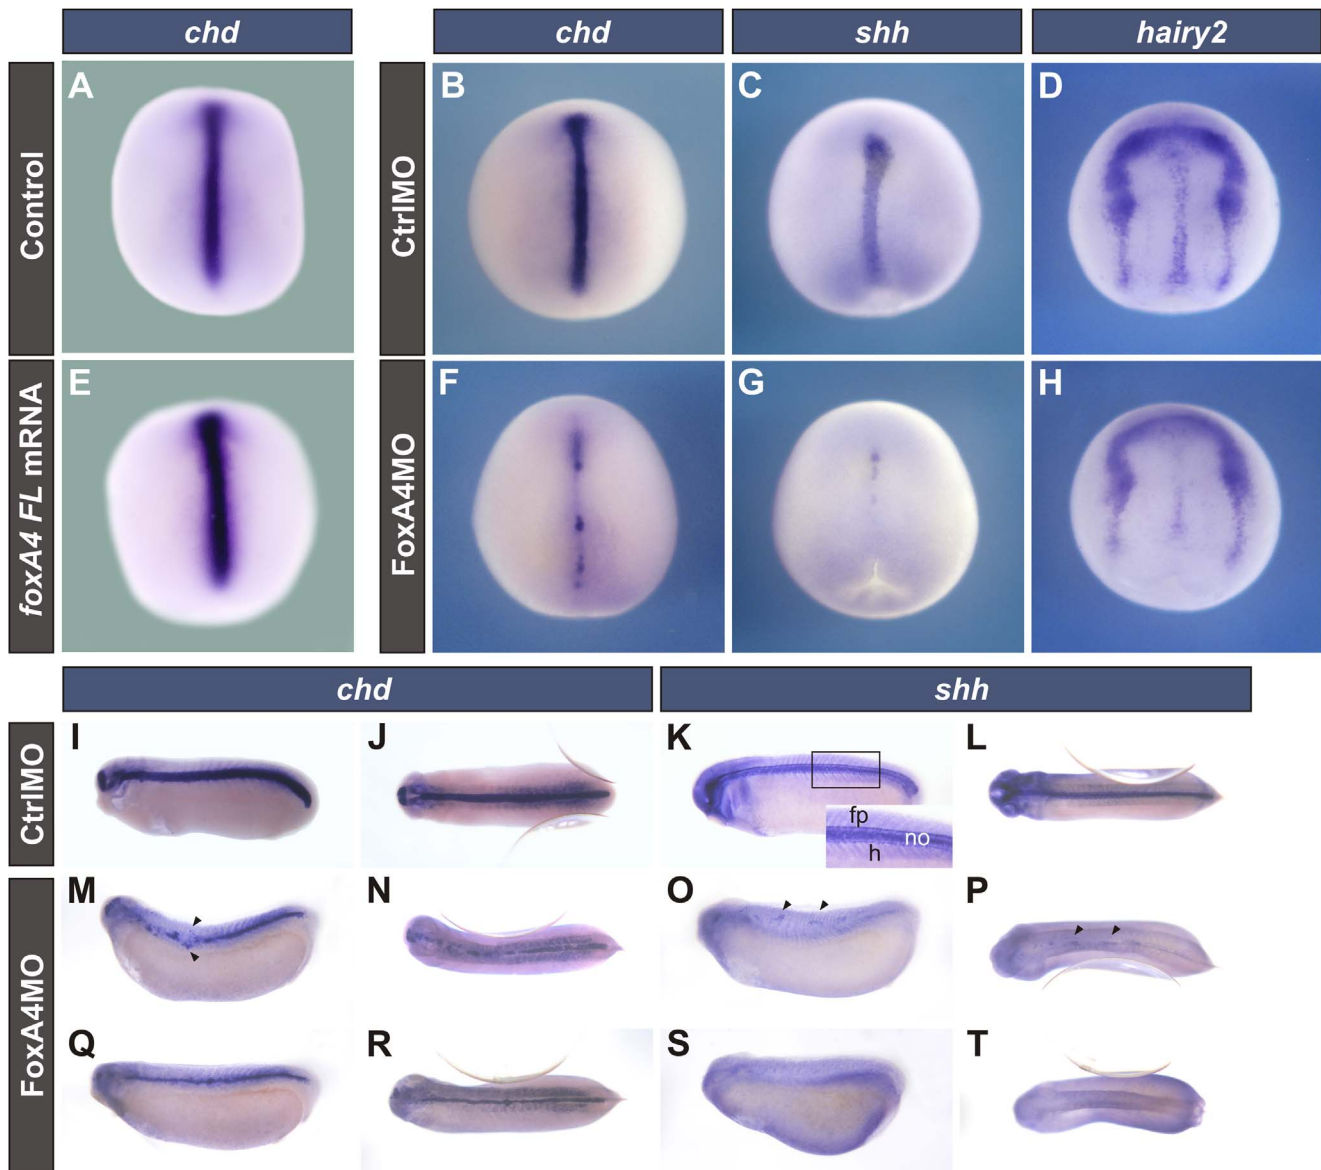 chd
chd
shh
hairy2
Control
CtrlMO
A
B
C
D
foxA4 FL mRNA
FoxA4MO
E
F
G
H
chd
shh
CtrlMO
I
J
K
L
fp
no
h
FoxA4MO
M
N
O
P
Q
R
S
T